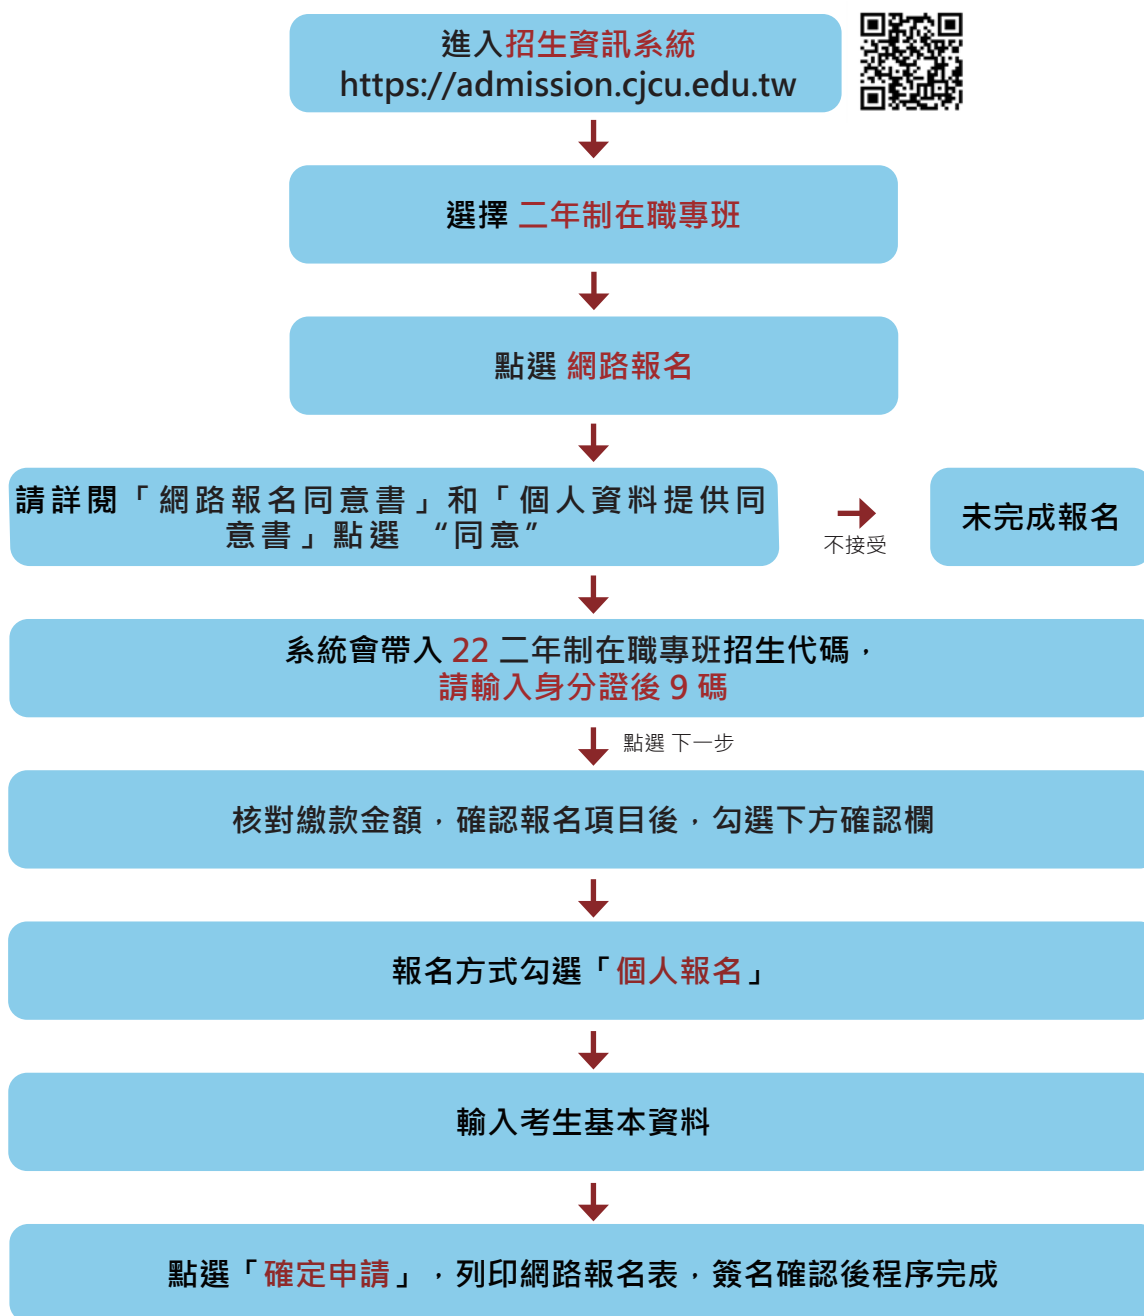 進入招生資訊系統
https://admission.cjcu.edu.tw
選擇 二年制在職專班
點選 網路報名
請詳閱「網路報名同意書」和「個人資料提供同
意書」點選 “同意”
不接受
未完成報名
系統會帶入 22 二年制在職專班招生代碼，
請輸入身分證後 9 碼
點選 下一步
核對繳款金額，確認報名項目後，勾選下方確認欄
報名方式勾選「個人報名」
輸入考生基本資料
點選「確定申請」，列印網路報名表，簽名確認後程序完成